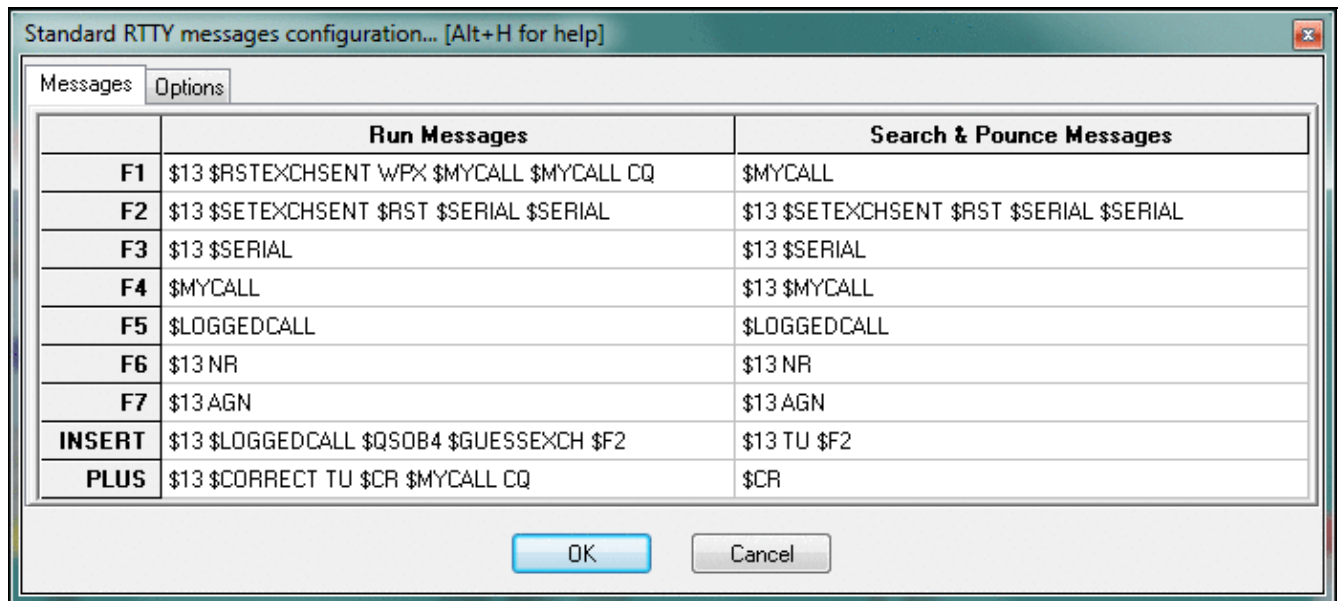 Standard RTTY messages configuration... [Alt+H for help]
Messages Options
Run Messages Search & Pounce Messages
F1 $13 $RSTEXCHSENT WPX $MYCALL $MYCALL CQ $MYCALL
F2 $13 $SETEXCHSENT $RST $SERIAL $SERIAL $13 $SETEXCHSENT $RST $SERIAL $SERIAL
F3 $13 $SERIAL $13 $SERIAL
F4 $MYCALL $13 $MYCALL
F5 $LOGGEDCALL $LOGGEDCALL
F6 $13 NR $13 NR
F7 $13 AGN $13 AGN
INSERT $13 $LOGGEDCALL $QSOB4 $GUESSEXCH $F2 $13 TU $F2
PLUS $13 $CORRECT TU $CR $MYCALL CQ $CR
OK Cancel